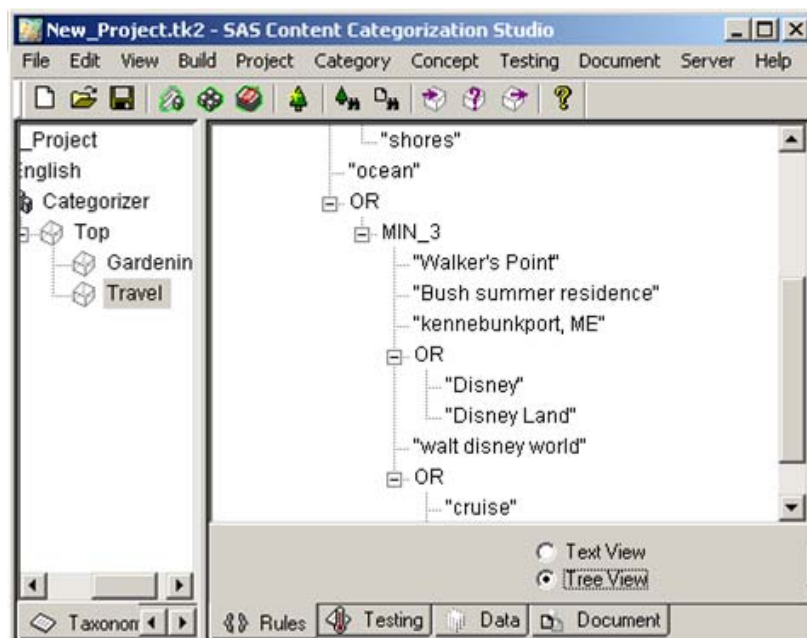 New_Project.tk2 - SAS Content Categorization Studio
File Edit View Build Project Category Concept Testing Document Server Help
_Project
English
Categorizer
Top
Gardenin
Travel
"shores"
"ocean"
OR
MIN_3
"Walker's Point"
"Bush summer residence"
"kennebunkport, ME"
OR
"Disney"
"Disney Land"
"walt disney world"
OR
"cruise"
Text View
Tree View
Taxonom
Rules Testing Data Document